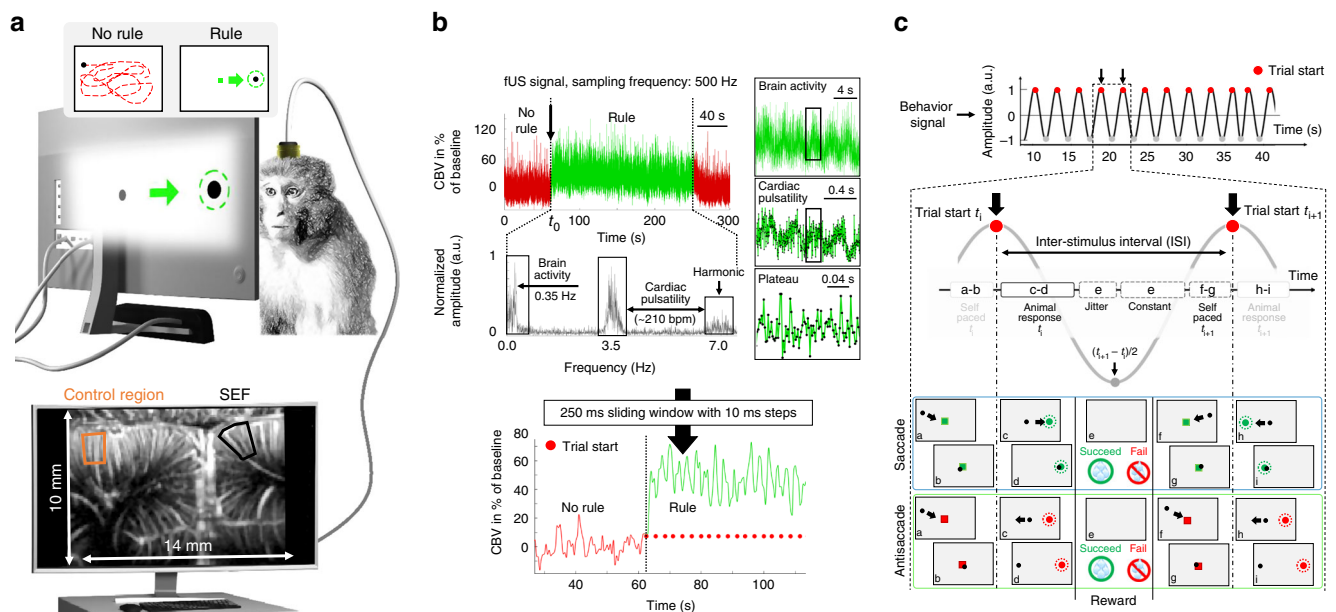 a
No rule
Rule
Control region
SEF
10 mm
14 mm
b
fUS signal, sampling frequency: 500 Hz
No rule
Rule
40 s
CBV in % of baseline
120
60
0
0
t0
100
200
300
Time (s)
Normalized amplitude (a.u.)
1
0
Brain activity
0.35 Hz
Cardiac pulsatility
(~210 bpm)
Harmonic
0.0
3.5
7.0
Frequency (Hz)
Brain activity
4 s
Cardiac pulsatility
0.4 s
Plateau
0.04 s
250 ms sliding window with 10 ms steps
CBV in % of baseline
80
60
40
20
0
Trial start
No rule
Rule
40
60
80
100
Time (s)
c
Trial start
Behavior signal
Amplitude (a.u.)
1
0
–1
Time (s)
10
15
20
25
30
35
40
Trial start ti
Trial start ti+1
Inter-stimulus interval (ISI)
Time
a-b
c-d
e
e
f-g
h-i
Self paced ti
Animal response ti
Jitter
Constant
Self paced ti+1
Animal response ti+1
(ti+1 – ti)/2
Saccade
a
c
e
f
h
Succeed
Fail
b
d
g
i
Antisaccade
a
c
e
f
h
Succeed
Fail
b
d
g
i
Reward